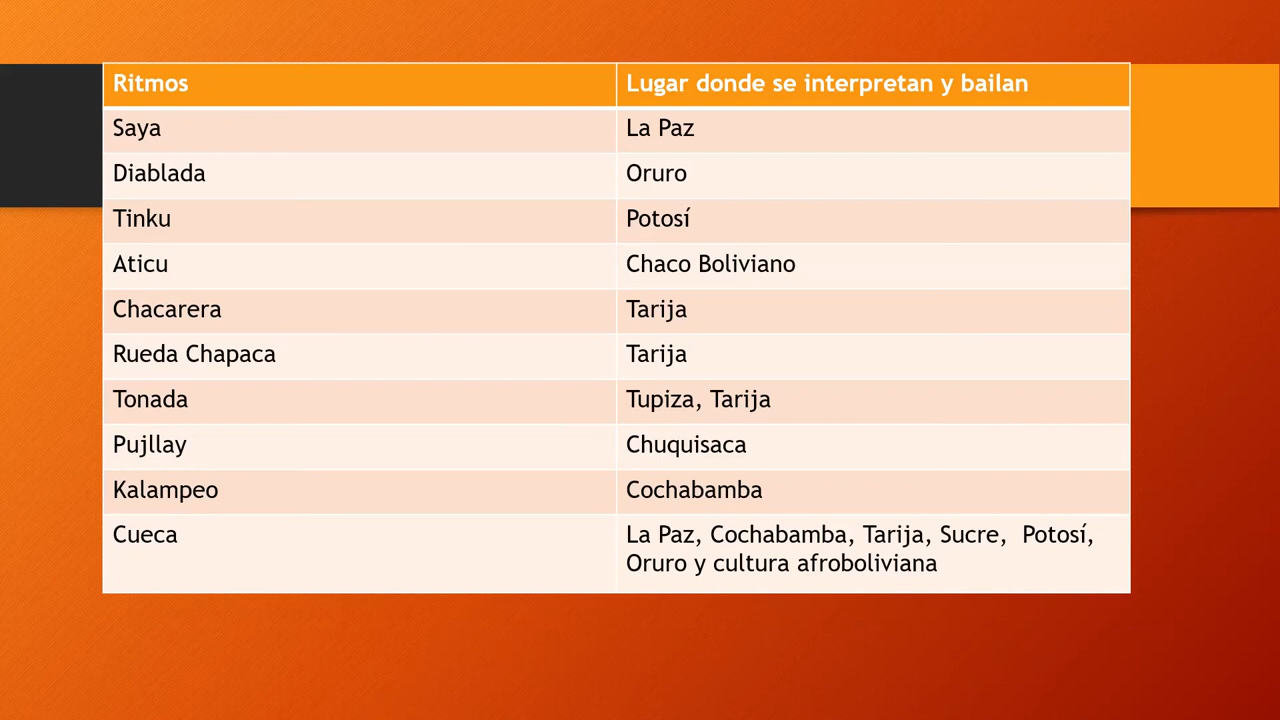 Ritmos Lugar donde se interpretan y bailan
Saya La Paz
Diablada Oruro
Tinku Potosí
Aticu Chaco Boliviano
Chacarera Tarija
Rueda Chapaca Tarija
Tonada Tupiza, Tarija
Pujllay Chuquisaca
Kalampeo Cochabamba
Cueca La Paz, Cochabamba, Tarija, Sucre, Potosí,
Oruro y cultura afroboliviana